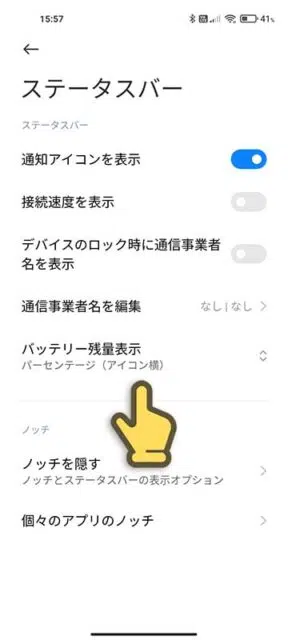 15:57
41%
ステータスバー
ステータスバー
通知アイコンを表示
接続速度を表示
デバイスのロック時に通信事業者
名を表示
通信事業者名を編集
なし | なし
バッテリー残量表示
パーセンテージ（アイコン横）
ノッチ
ノッチを隠す
ノッチとステータスバーの表示オプション
個々のアプリのノッチ